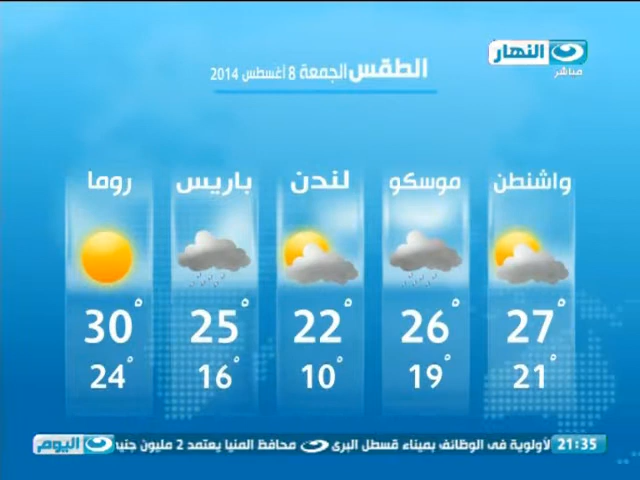 النهار
مباشر
الطقس الجمعة 8 أغسطس 2014
واشنطن
موسكو
لندن
باريس
روما
27°
26°
22°
25°
30°
21°
19°
10°
16°
24°
21:35
لأولوية فى الوظائف بميناء قسطل البرى محافظ المنيا يعتمد 2 مليون جنيه
اليوم